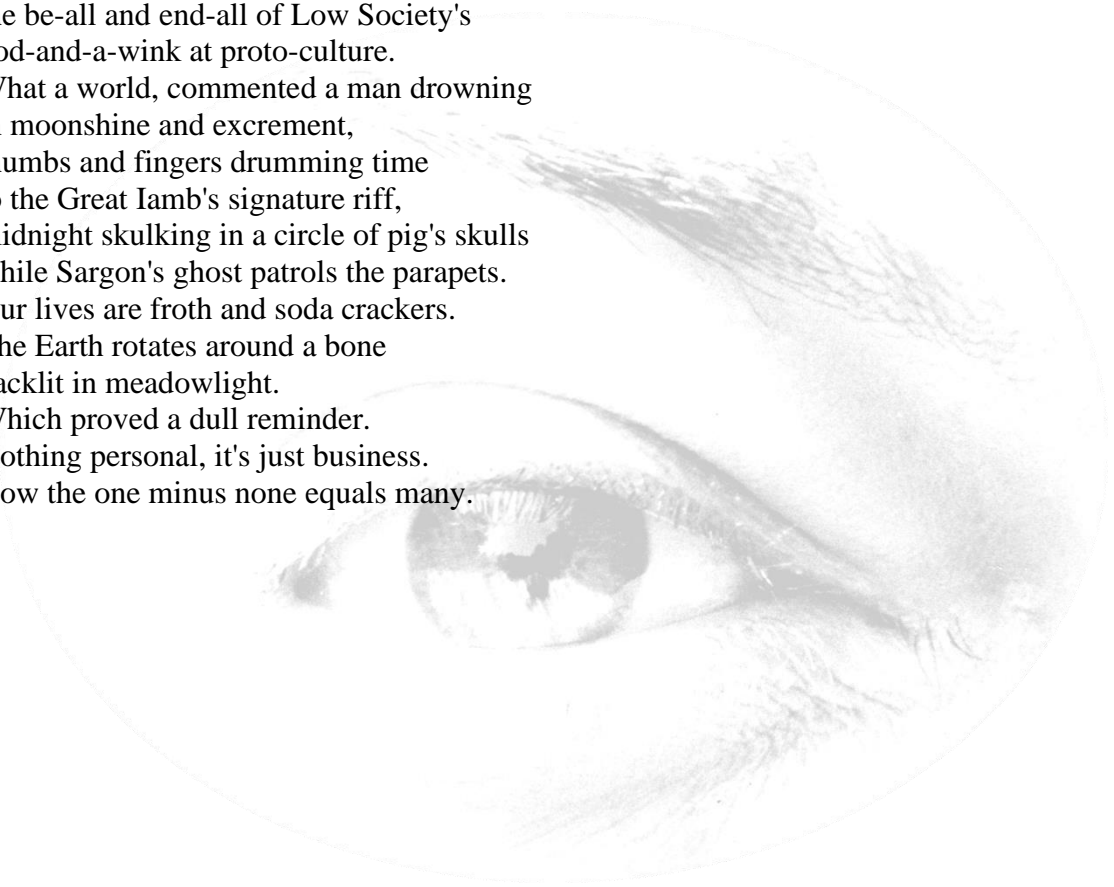 he be-all and end-all of Low Society's
od-and-a-wink at proto-culture.
What a world, commented a man drowning
moonshine and excrement,
humbs and fingers drumming time
o the Great Iamb's signature riff,
idnight skulking in a circle of pig's skulls
hile Sargon's ghost patrols the parapets.
ur lives are froth and soda crackers.
he Earth rotates around a bone
acklit in meadowlight.
Which proved a dull reminder.
othing personal, it's just business.
ow the one minus none equals many.